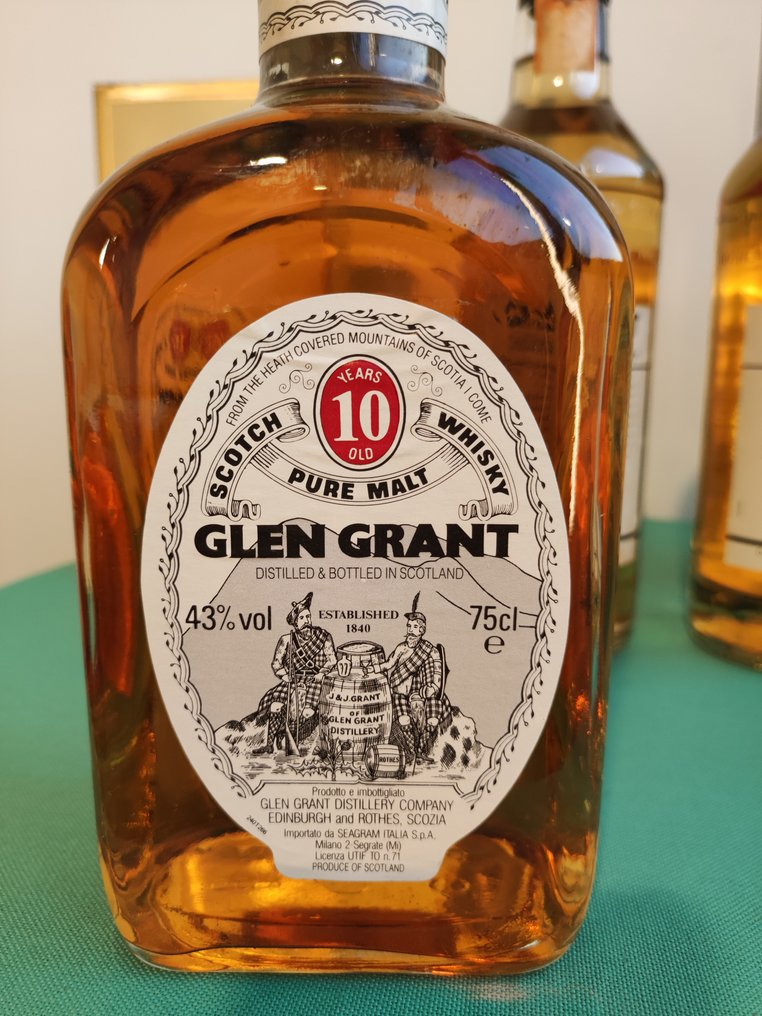 FROM THE HEATH COVERED MOUNTAINS OF SCOTIA I COME
YEARS
10
OLD
SCOTCH WHISKY
PURE MALT
GLEN GRANT
DISTILLED & BOTTLED IN SCOTLAND
43% vol
ESTABLISHED
1840
75cl
e
J & J. GRANT
OF
GLEN GRANT
DISTILLERY
ROTHES
Prodotto e imbottigliato
GLEN GRANT DISTILLERY COMPANY
EDINBURGH and ROTHES, SCOZIA
Importato da SEAGRAM ITALIA S.p.A.
Milano 2 Segrate (Mi)
Licenza UTIF TO n.71
PRODUCE OF SCOTLAND